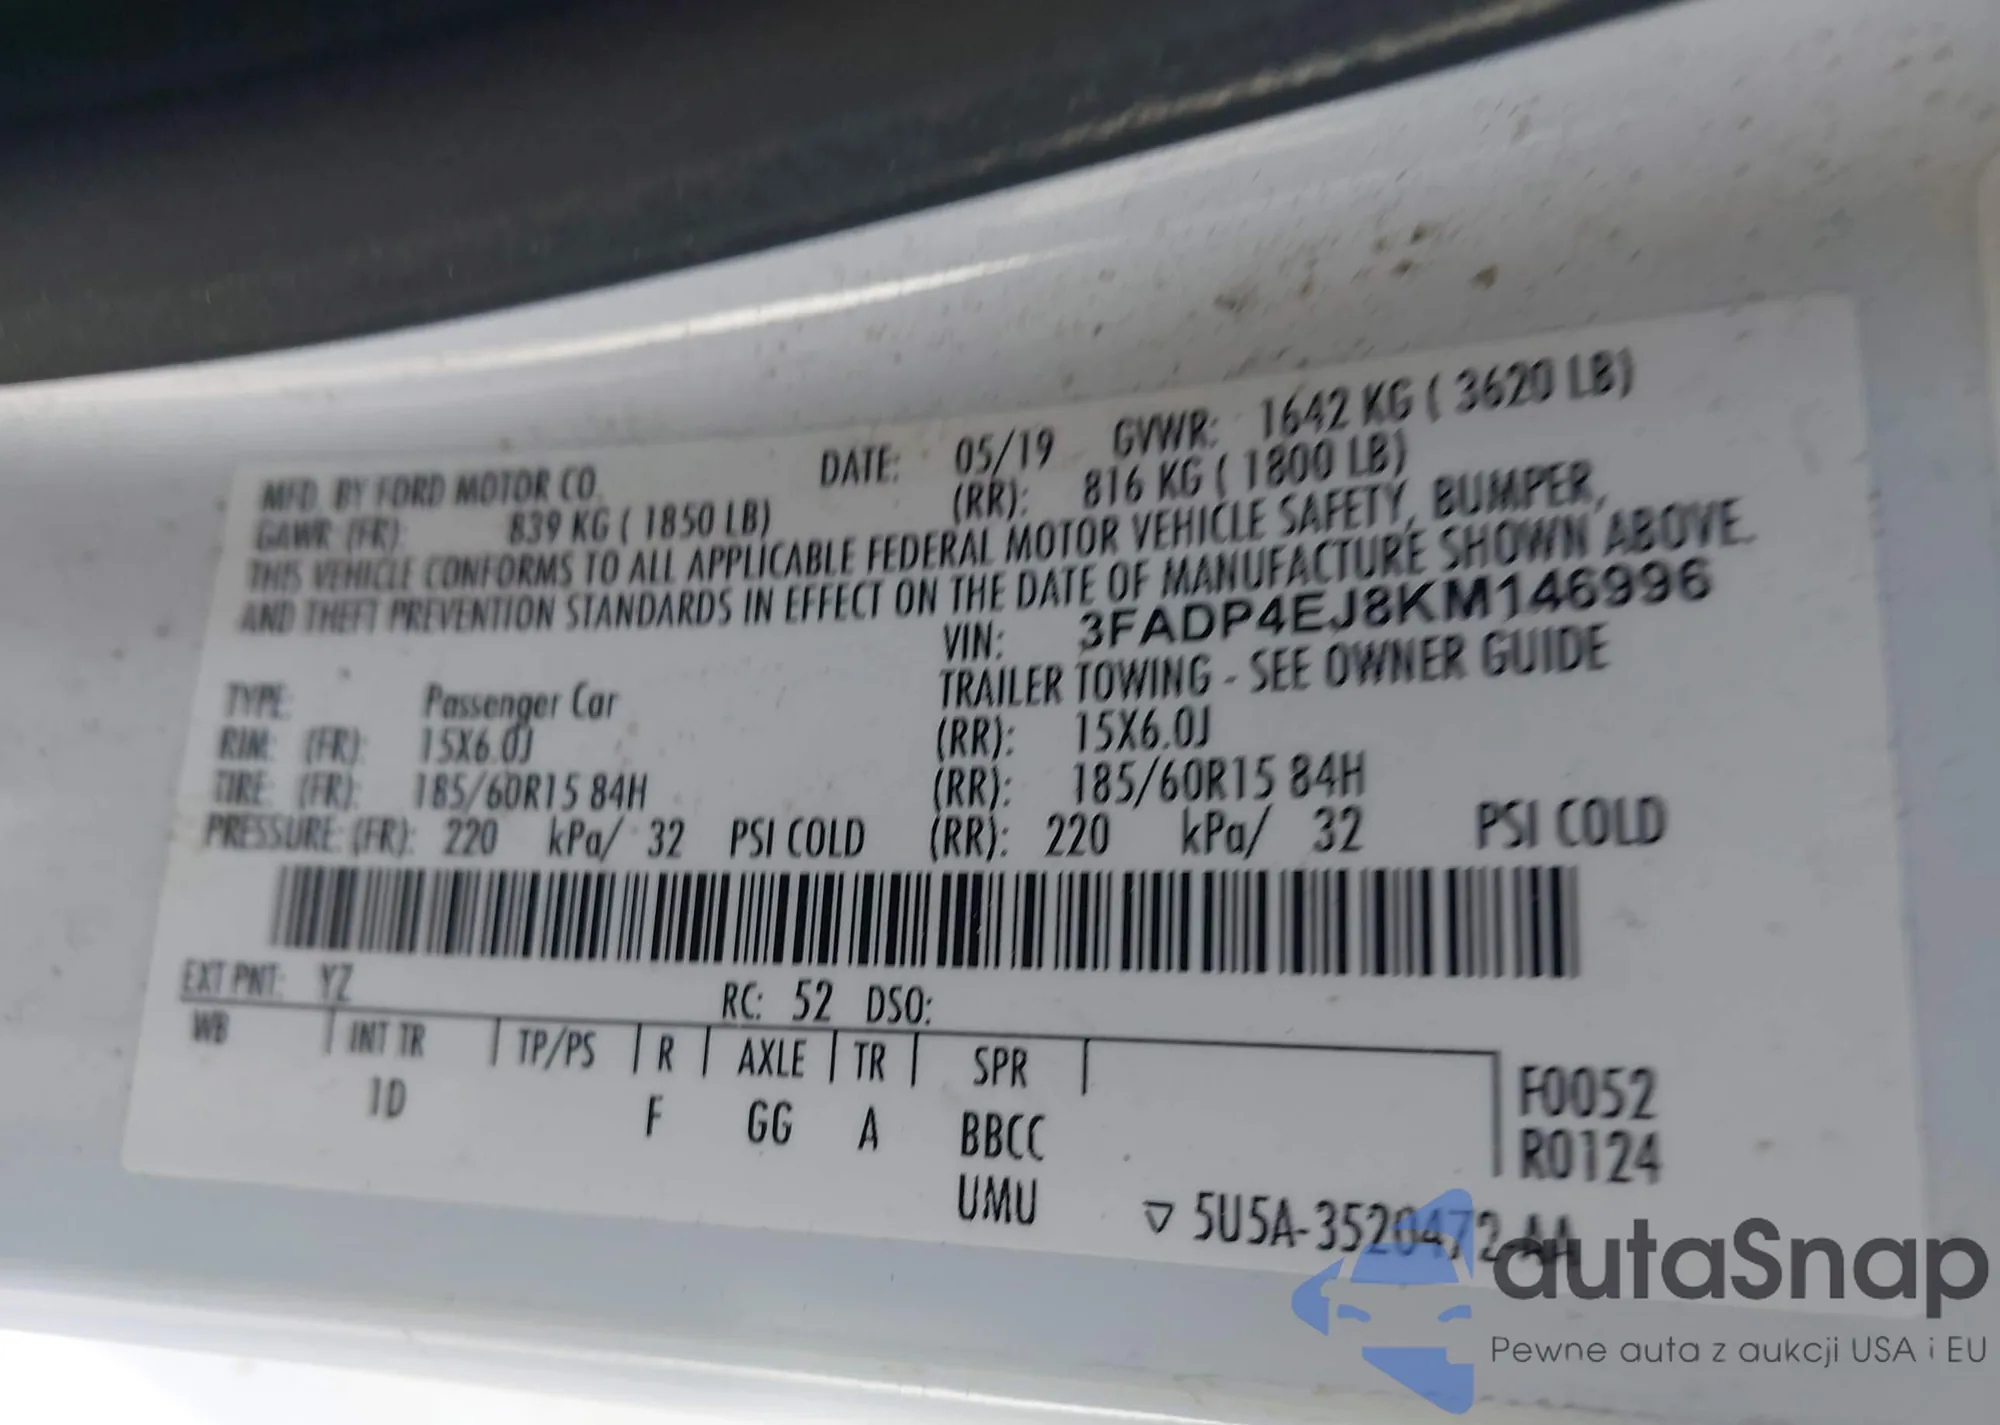 MFD. BY FORD MOTOR CO. DATE: 05/19 GVWR: 1642 KG ( 3620 LB)
GAWR (FR): 839 KG ( 1850 LB) (RR): 816 KG ( 1800 LB)
THIS VEHICLE CONFORMS TO ALL APPLICABLE FEDERAL MOTOR VEHICLE SAFETY, BUMPER,
AND THEFT PREVENTION STANDARDS IN EFFECT ON THE DATE OF MANUFACTURE SHOWN ABOVE.
VIN: 3FADP4EJ8KM146996
TYPE: Passenger Car TRAILER TOWING - SEE OWNER GUIDE
RIM: (FR): 15X6.0J (RR): 15X6.0J
TIRE: (FR): 185/60R15 84H (RR): 185/60R15 84H
PRESSURE: (FR): 220 kPa/ 32 PSI COLD (RR): 220 kPa/ 32 PSI COLD
EXT PNT: YZ RC: 52 DSO:
WB INT TR TP/PS R AXLE TR SPR F0052
1D F GG A BBCC R0124
UMU ▽ 5U5A-3520472-AA
autaSnap
Pewne auta z aukcji USA i EU